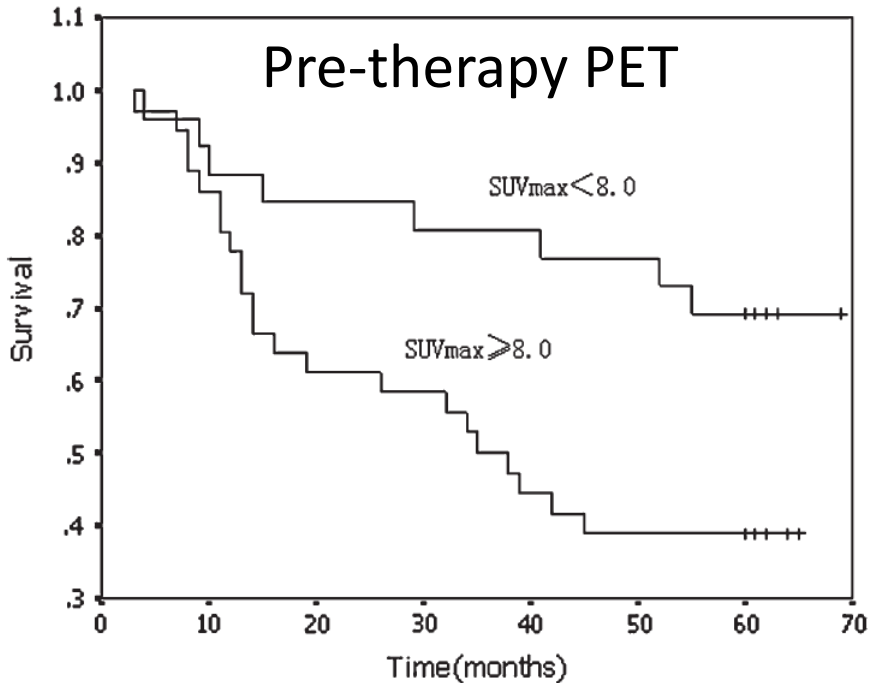 Pre-therapy PET
1.1
1.0
.9
.8
.7
.6
.5
.4
.3
Survival
SUVmax<8.0
SUVmax⩾8.0
0 10 20 30 40 50 60 70
Time(months)